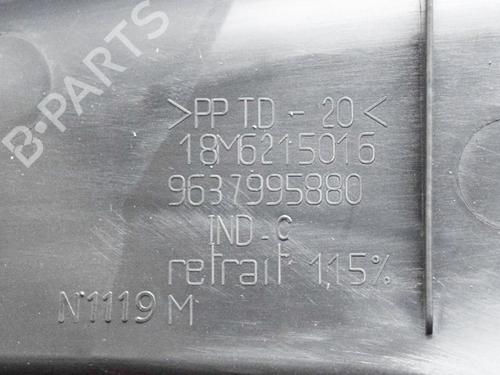 B-PARTS
>PP TD - 20<
18M6215016
9637995880
IND-C
retrait 1,15%
N1119 M